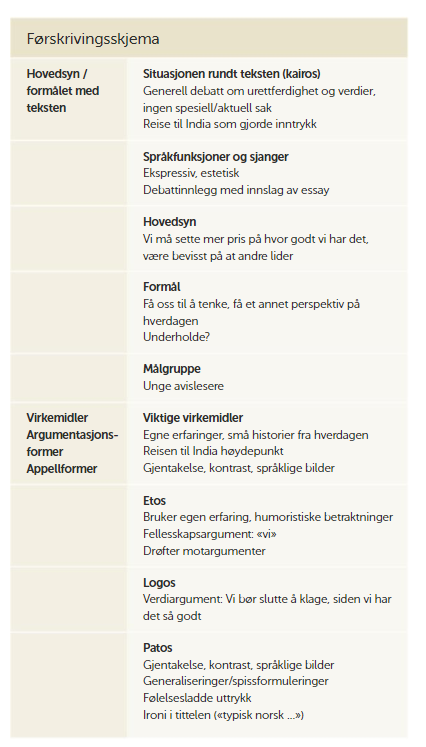 Førskrivingsskjema
Hovedsyn /
formålet med
teksten
Situasjonen rundt teksten (kairos)
Generell debatt om urettferdighet og verdier,
ingen spesiell/aktuell sak
Reise til India som gjorde inntrykk
Språkfunksjoner og sjanger
Ekspressiv, estetisk
Debattinnlegg med innslag av essay
Hovedsyn
Vi må sette mer pris på hvor godt vi har det,
være bevisst på at andre lider
Formål
Få oss til å tenke, få et annet perspektiv på
hverdagen
Underholde?
Målgruppe
Unge avislesere
Virkemidler
Argumentasjons-
former
Appellformer
Viktige virkemidler
Egne erfaringer, små historier fra hverdagen
Reisen til India høydepunkt
Gjentakelse, kontrast, språklige bilder
Etos
Bruker egen erfaring, humoristiske betraktninger
Fellesskapsargument: «vi»
Drøfter motargumenter
Logos
Verdiargument: Vi bør slutte å klage, siden vi har
det så godt
Patos
Gjentakelse, kontrast, språklige bilder
Generaliseringer/spissformuleringer
Følelsesladde uttrykk
Ironi i tittelen («typisk norsk ...»)